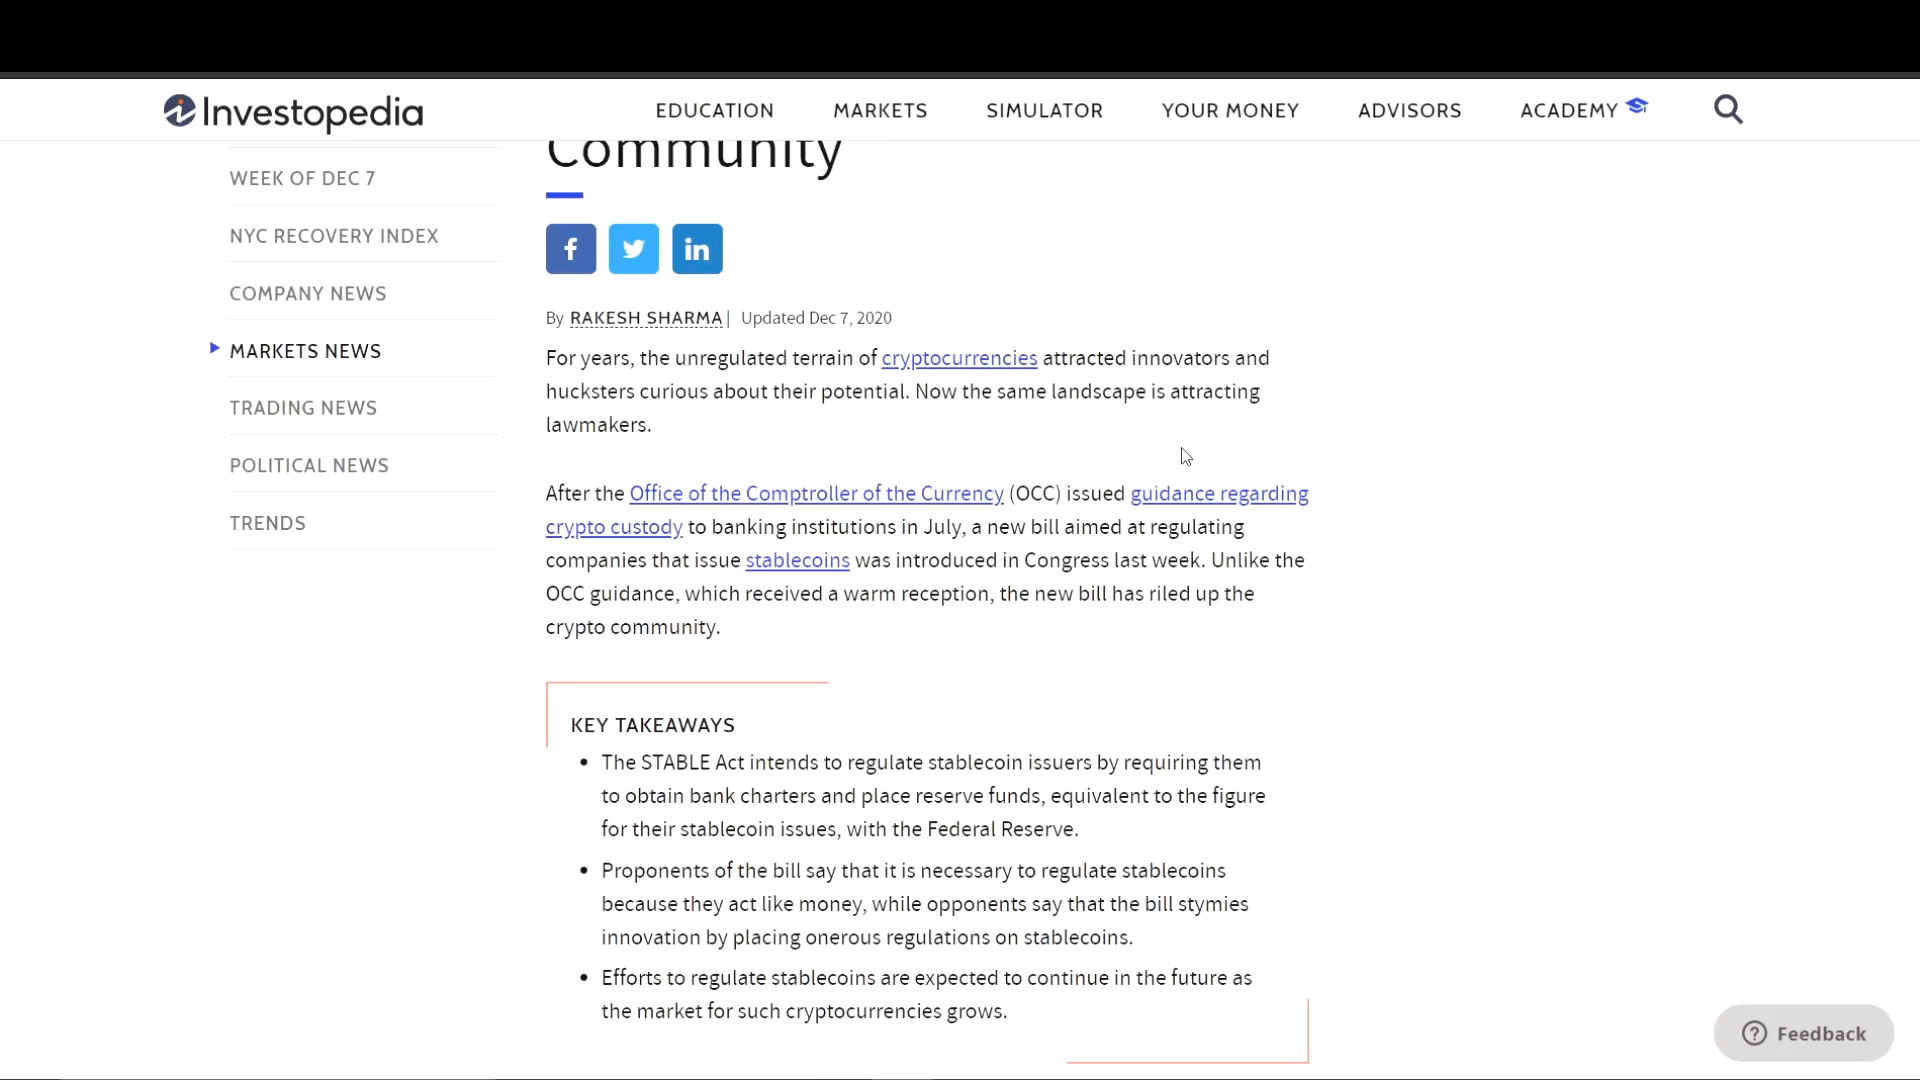 Investopedia
EDUCATION
MARKETS
SIMULATOR
YOUR MONEY
ADVISORS
ACADEMY
WEEK OF DEC 7
NYC RECOVERY INDEX
COMPANY NEWS
MARKETS NEWS
TRADING NEWS
POLITICAL NEWS
TRENDS
Community
f
in
By RAKESH SHARMA | Updated Dec 7, 2020
For years, the unregulated terrain of cryptocurrencies attracted innovators and
hucksters curious about their potential. Now the same landscape is attracting
lawmakers.
After the Office of the Comptroller of the Currency (OCC) issued guidance regarding
crypto custody to banking institutions in July, a new bill aimed at regulating
companies that issue stablecoins was introduced in Congress last week. Unlike the
OCC guidance, which received a warm reception, the new bill has riled up the
crypto community.
KEY TAKEAWAYS
• The STABLE Act intends to regulate stablecoin issuers by requiring them
to obtain bank charters and place reserve funds, equivalent to the figure
for their stablecoin issues, with the Federal Reserve.
• Proponents of the bill say that it is necessary to regulate stablecoins
because they act like money, while opponents say that the bill stymies
innovation by placing onerous regulations on stablecoins.
• Efforts to regulate stablecoins are expected to continue in the future as
the market for such cryptocurrencies grows.
? Feedback